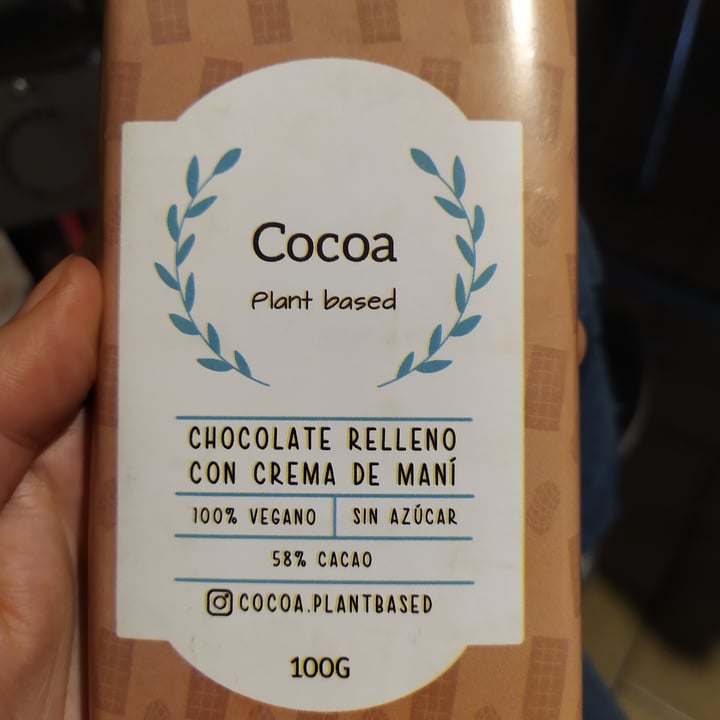 Cocoa
Plant based
CHOCOLATE RELLENO
CON CREMA DE MANÍ
100% VEGANO SIN AZÚCAR
58% CACAO
COCOA.PLANTBASED
100G